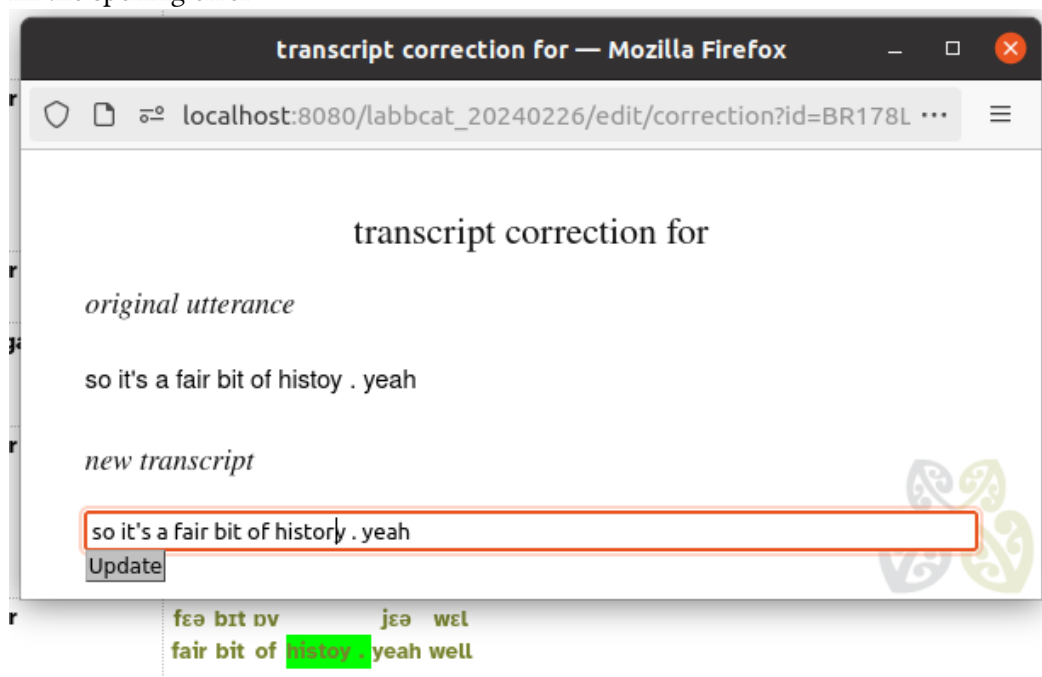 transcript correction for — Mozilla Firefox
localhost:8080/labbcat_20240226/edit/correction?id=BR178L ···
transcript correction for
original utterance
so it's a fair bit of histoy . yeah
new transcript
so it's a fair bit of history . yeah
Update
r
r
r
r
fɛə bɪt ɒv jɛə wɛl
fair bit of histoy . yeah well